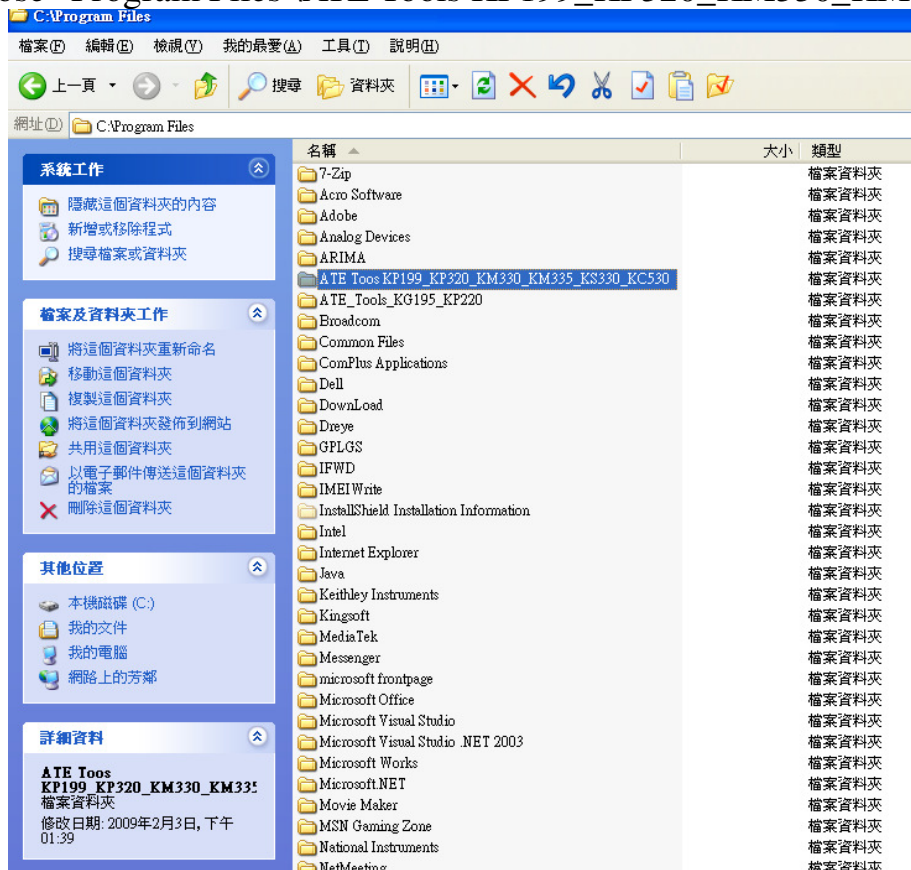 Program Files ATE Tools KP199_KP320_KM330_KM
C:\Program Files
檔案(F) 編輯(E) 檢視(V) 我的最愛(A) 工具(T) 說明(H)
上一頁 搜尋 資料夾
網址(D) C:\Program Files
名稱 大小 類型
系統工作
隱藏這個資料夾的內容
新增或移除程式
搜尋檔案或資料夾
檔案及資料夾工作
將這個資料夾重新命名
移動這個資料夾
複製這個資料夾
將這個資料夾發佈到網站
共用這個資料夾
以電子郵件傳送這個資料夾
的檔案
刪除這個資料夾
其他位置
本機磁碟 (C:)
我的文件
我的電腦
網路上的芳鄰
詳細資料
ATE Toos
KP199_KP320_KM330_KM335
檔案資料夾
修改日期: 2009年2月3日, 下午
01:39
7-Zip 檔案資料夾
Acro Software 檔案資料夾
Adobe 檔案資料夾
Analog Devices 檔案資料夾
ARIMA 檔案資料夾
ATE Toos KP199_KP320_KM330_KM335_KS330_KC530 檔案資料夾
ATE_Tools_KG195_KP220 檔案資料夾
Broadcom 檔案資料夾
Common Files 檔案資料夾
ComPlus Applications 檔案資料夾
Dell 檔案資料夾
DownLoad 檔案資料夾
Dreye 檔案資料夾
GPLGS 檔案資料夾
IFWD 檔案資料夾
IMEIWrite 檔案資料夾
InstallShield Installation Information 檔案資料夾
Intel 檔案資料夾
Internet Explorer 檔案資料夾
Java 檔案資料夾
Keithley Instruments 檔案資料夾
Kingsoft 檔案資料夾
MediaTek 檔案資料夾
Messenger 檔案資料夾
microsoft frontpage 檔案資料夾
Microsoft Office 檔案資料夾
Microsoft Visual Studio 檔案資料夾
Microsoft Visual Studio .NET 2003 檔案資料夾
Microsoft Works 檔案資料夾
Microsoft.NET 檔案資料夾
Movie Maker 檔案資料夾
MSN Gaming Zone 檔案資料夾
National Instruments 檔案資料夾
NetMeeting 檔案資料夾